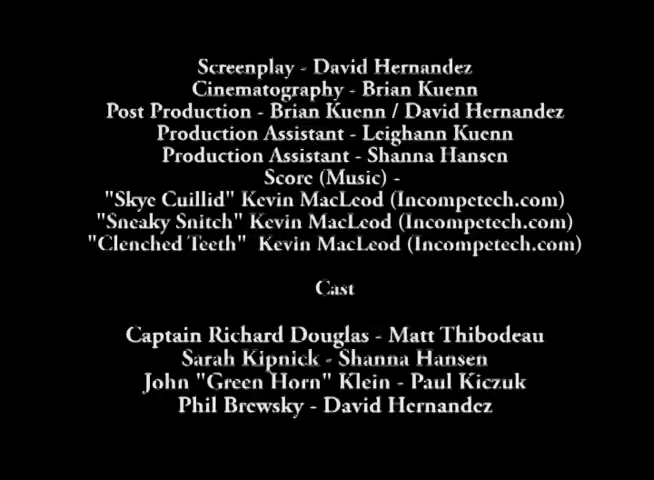 Screenplay - David Hernandez
Cinematography - Brian Kuenn
Post Production - Brian Kuenn / David Hernandez
Production Assistant - Leighann Kuenn
Production Assistant - Shanna Hansen
Score (Music) -
"Skye Cuillid" Kevin MacLeod (Incompetech.com)
"Sneaky Snitch" Kevin MacLeod (Incompetech.com)
"Clenched Teeth"  Kevin MacLeod (Incompetech.com)
Cast
Captain Richard Douglas - Matt Thibodeau
Sarah Kipnick - Shanna Hansen
John "Green Horn" Klein - Paul Kiczuk
Phil Brewsky - David Hernandez